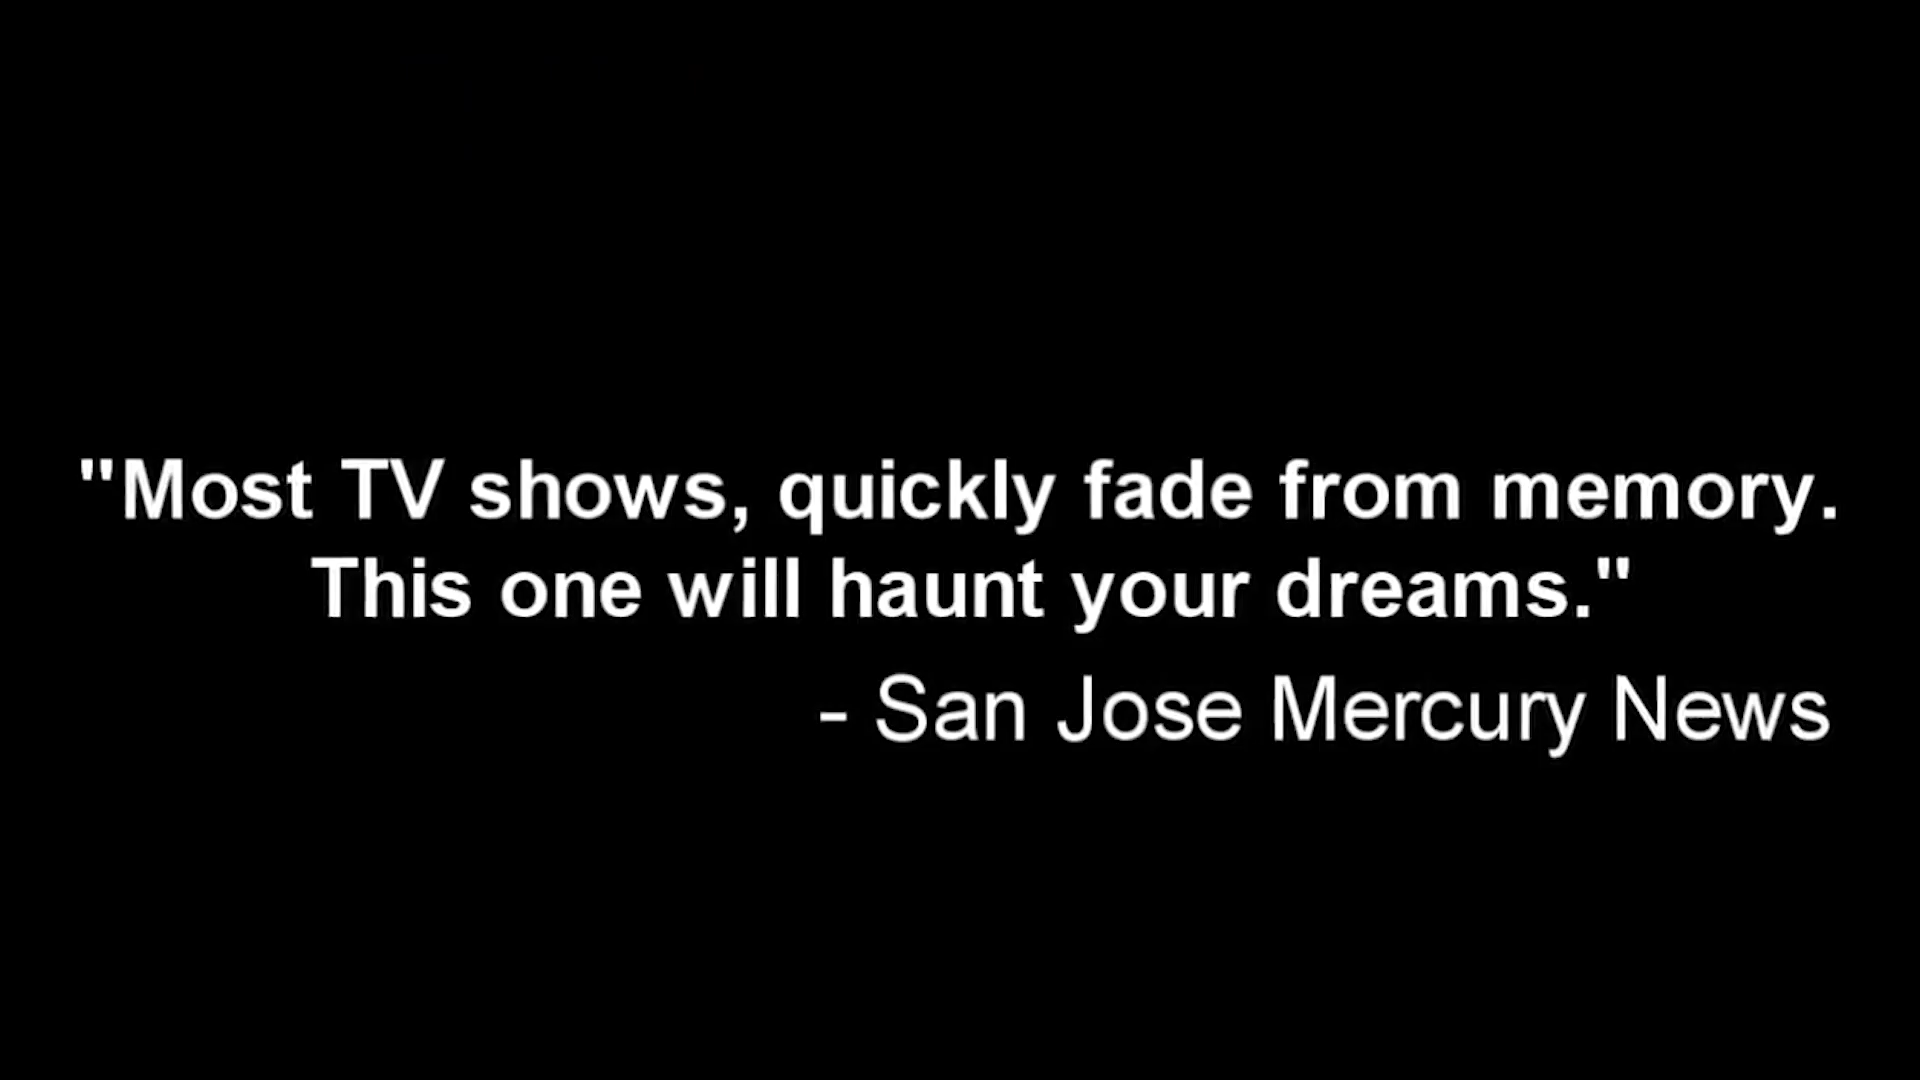 "Most TV shows, quickly fade from memory.
This one will haunt your dreams."
- San Jose Mercury News